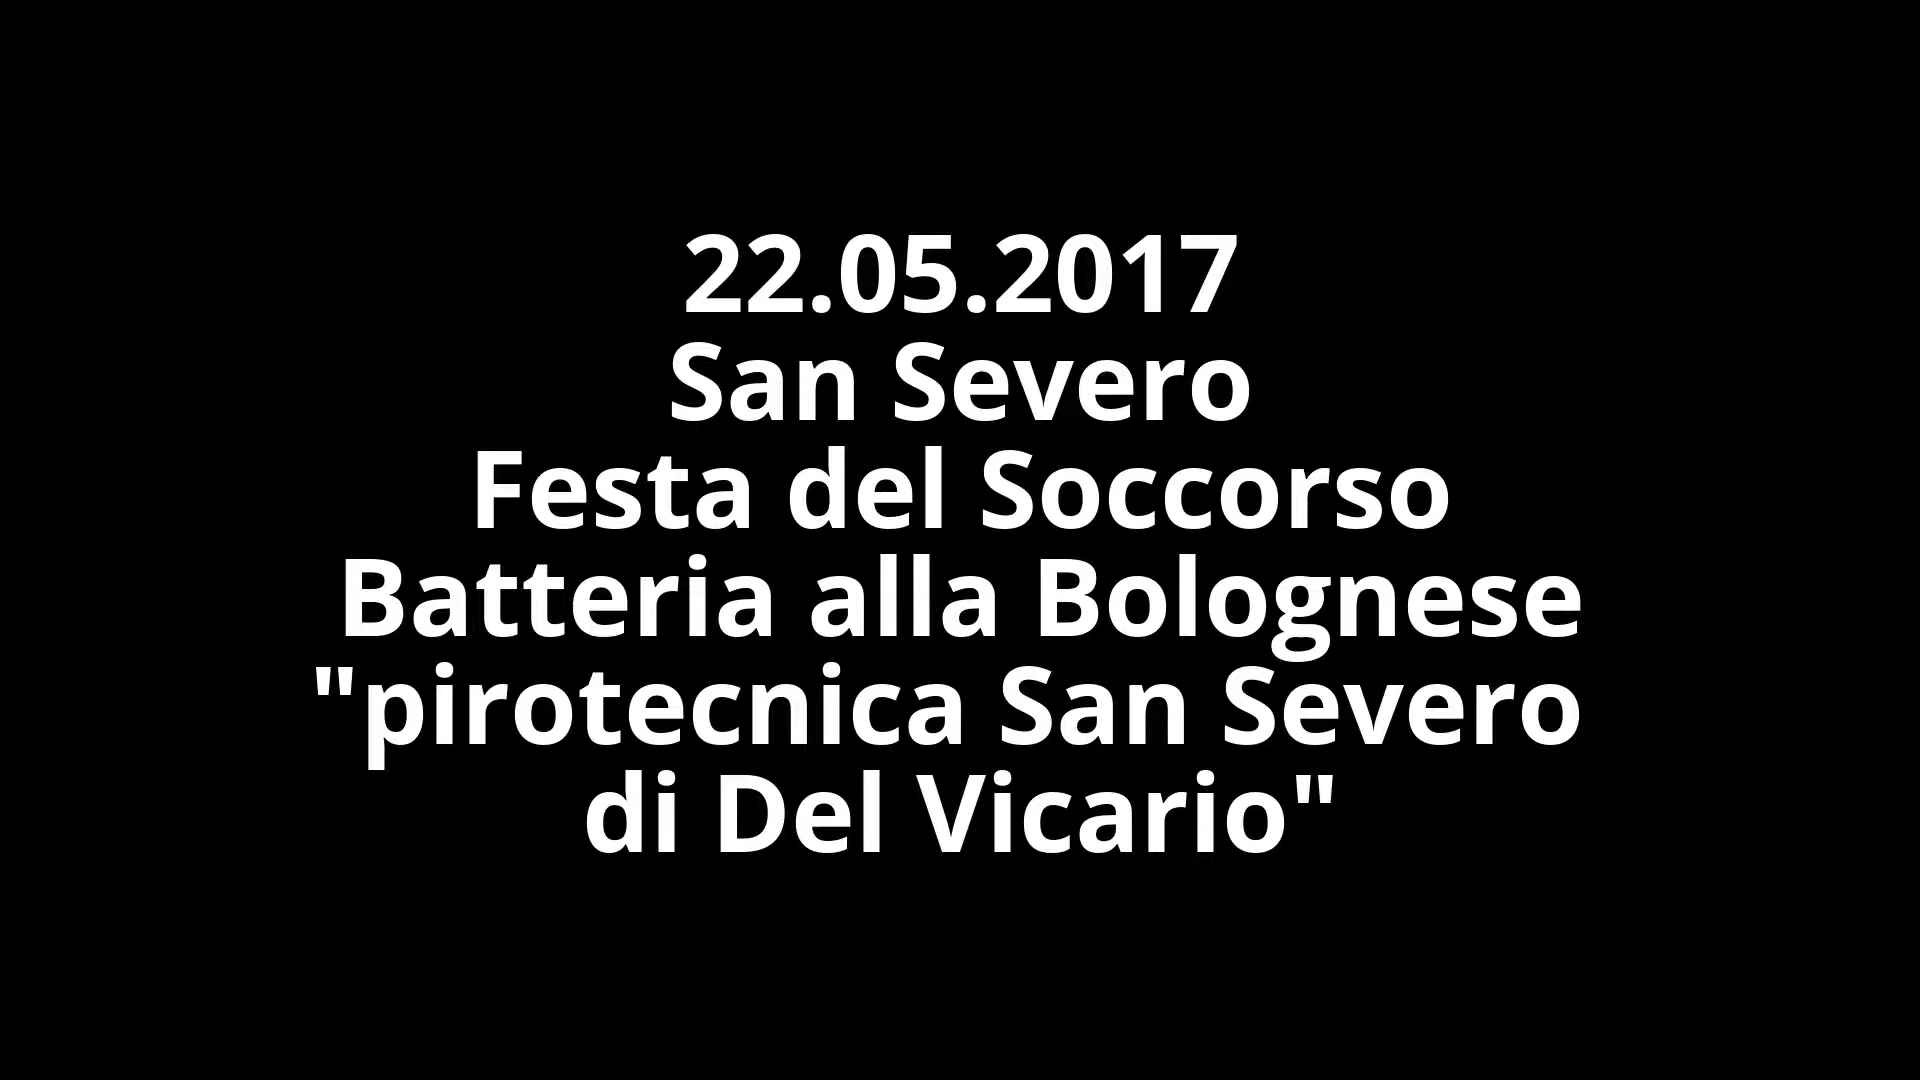 22.05.2017
San Severo
Festa del Soccorso
Batteria alla Bolognese
"pirotecnica San Severo
di Del Vicario"